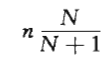 n N/(N + 1)